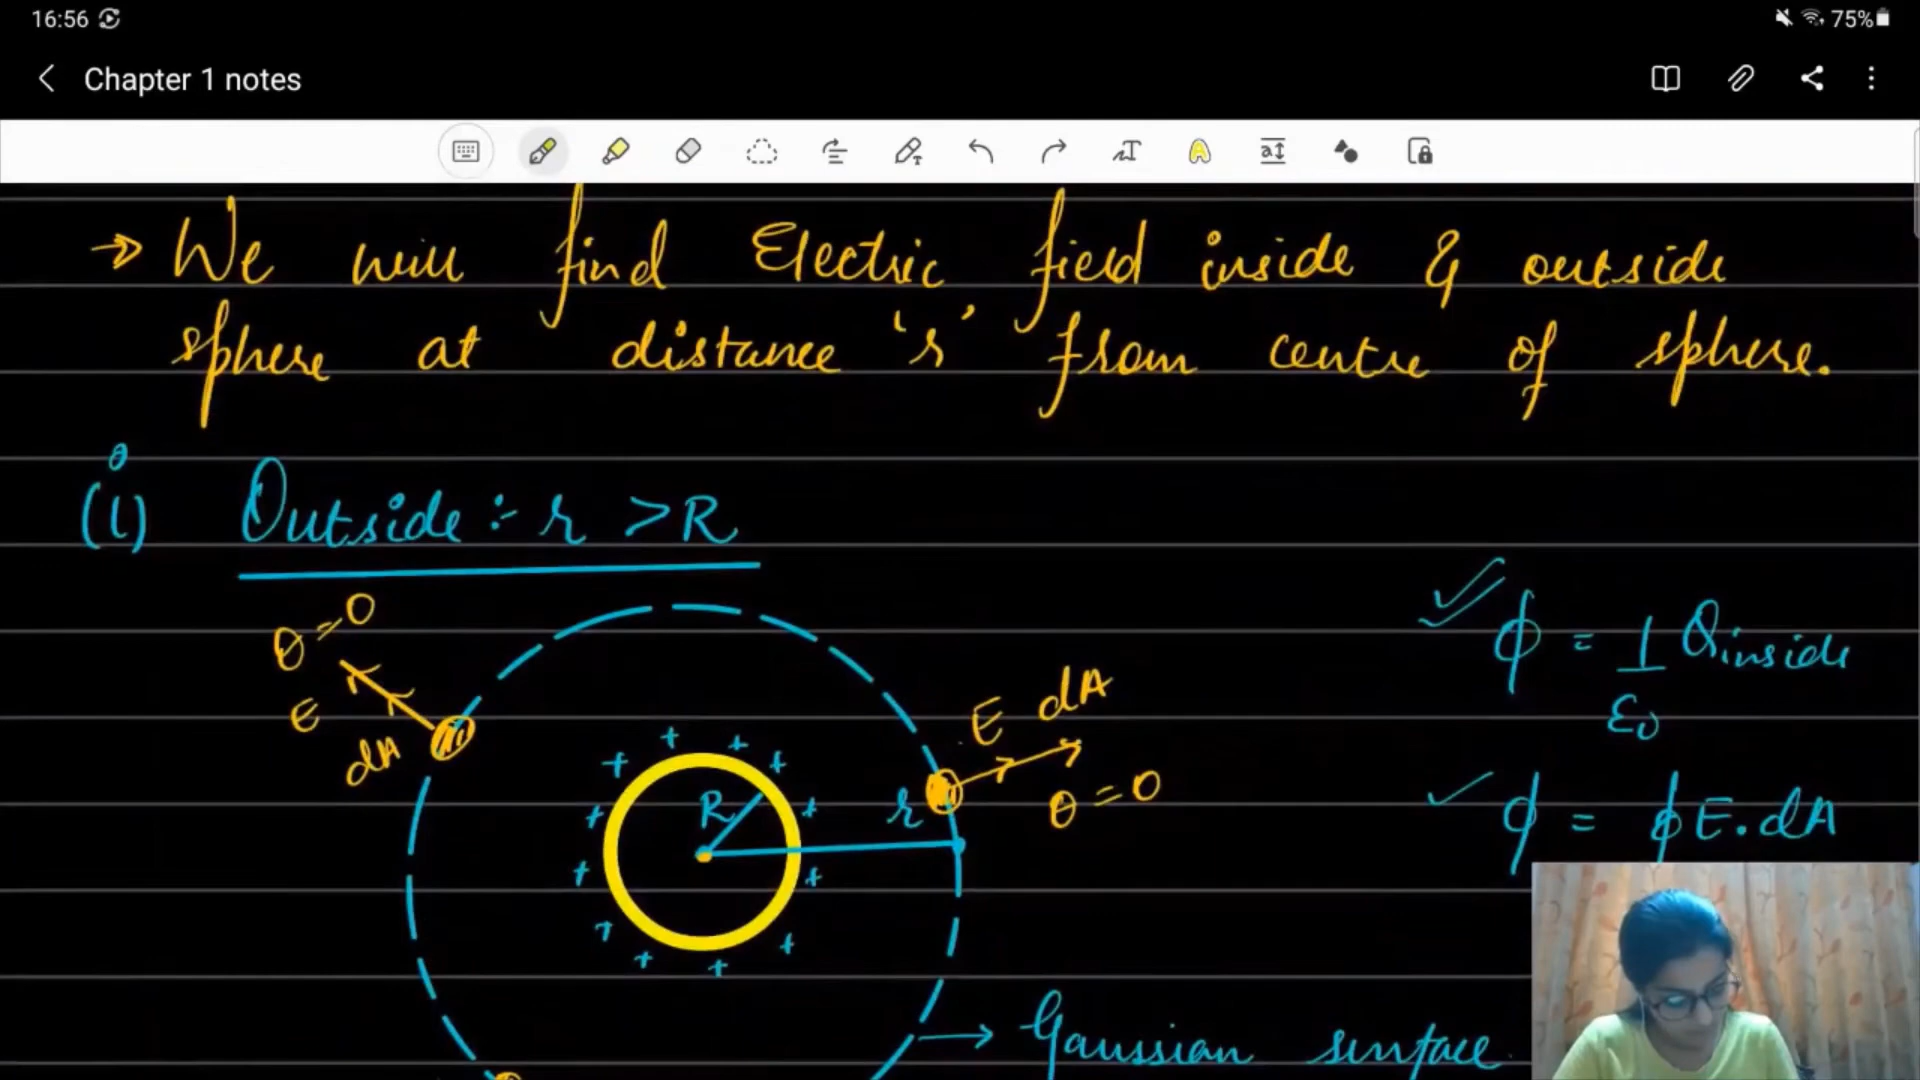 16:56
75%
Chapter 1 notes
→ We will find Electric field inside & outside
sphere at distance 'r' from centre of sphere.
(i) Outside :- r > R
θ = 0
E
dA
E dA
θ = 0
R
r
+ + + + + + + + + + + + +
ϕ = 1/ε0 Qinside
ϕ = ∮ E . dA
→ Gaussian surface